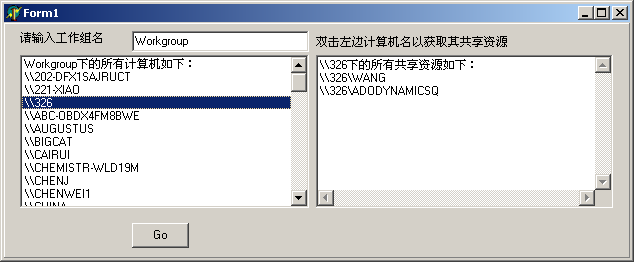 Form1
请输入工作组名
Workgroup
双击左边计算机名以获取其共享资源
Workgroup下的所有计算机如下：
\\202-DFX1SAJRUCT
\\221-XIAO
\\326
\\ABC-OBDX4FM8BWE
\\AUGUSTUS
\\BIGCAT
\\CAIRUI
\\CHEMISTR-WLD19M
\\CHENJ
\\CHENWEI1
\\CHINA
\\326下的所有共享资源如下：
\\326\WANG
\\326\ADODYNAMICSQ
Go